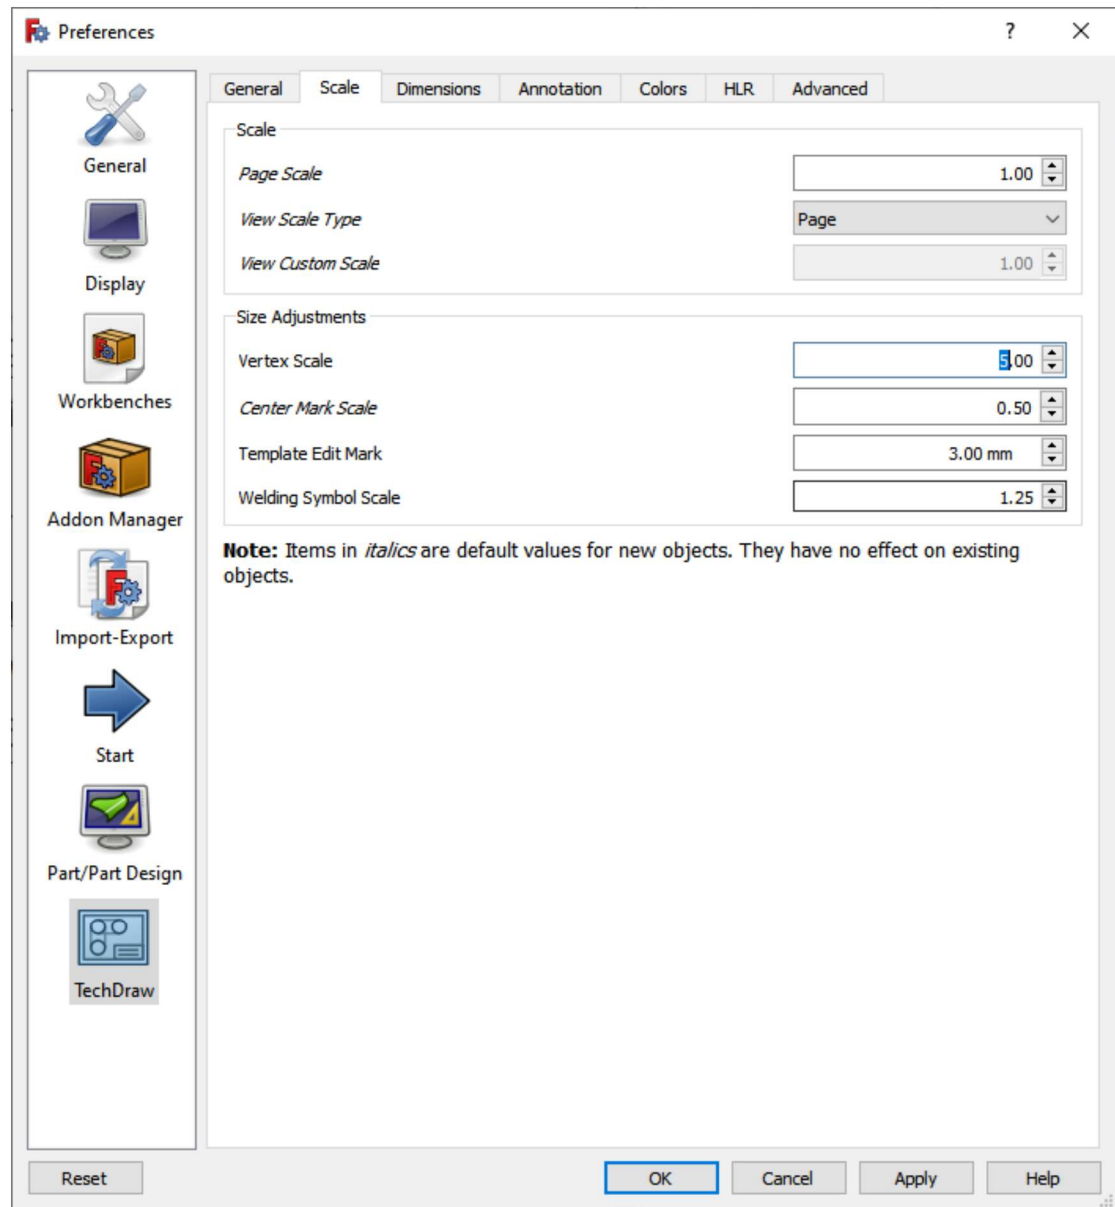 Preferences
?
General
Display
Workbenches
Addon Manager
Import-Export
Start
Part/Part Design
TechDraw
General Scale Dimensions Annotation Colors HLR Advanced
Scale
Page Scale 1.00
View Scale Type Page
View Custom Scale 1.00
Size Adjustments
Vertex Scale 5.00
Center Mark Scale 0.50
Template Edit Mark 3.00 mm
Welding Symbol Scale 1.25
Note: Items in italics are default values for new objects. They have no effect on existing
objects.
Reset OK Cancel Apply Help